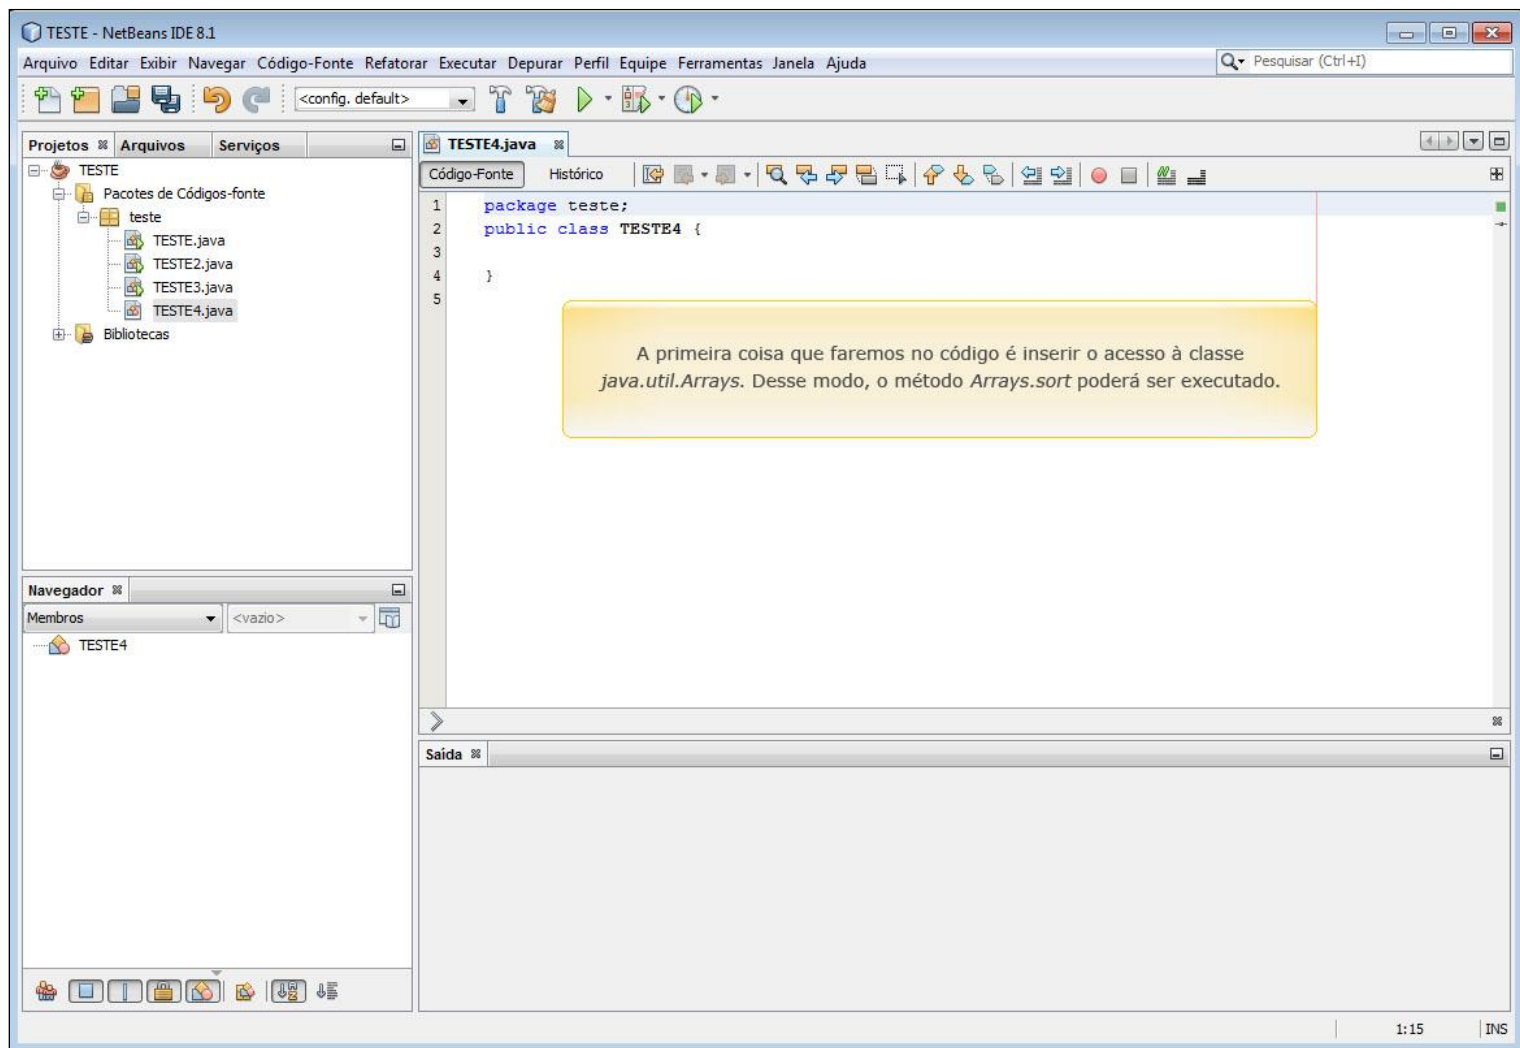 TESTE - NetBeans IDE 8.1
Arquivo Editar Exibir Navegar Código-Fonte Refatorar Executar Depurar Perfil Equipe Ferramentas Janela Ajuda
Pesquisar (Ctrl+I)
<config. default>
Projetos Arquivos Serviços
TESTE
Pacotes de Códigos-fonte
teste
TESTE.java
TESTE2.java
TESTE3.java
TESTE4.java
Bibliotecas
TESTE4.java
Código-Fonte Histórico
1 package teste;
2 public class TESTE4 {
3
4 }
5
A primeira coisa que faremos no código é inserir o acesso à classe
java.util.Arrays. Desse modo, o método Arrays.sort poderá ser executado.
Navegador
Membros <vazio>
TESTE4
Saída
1:15 INS